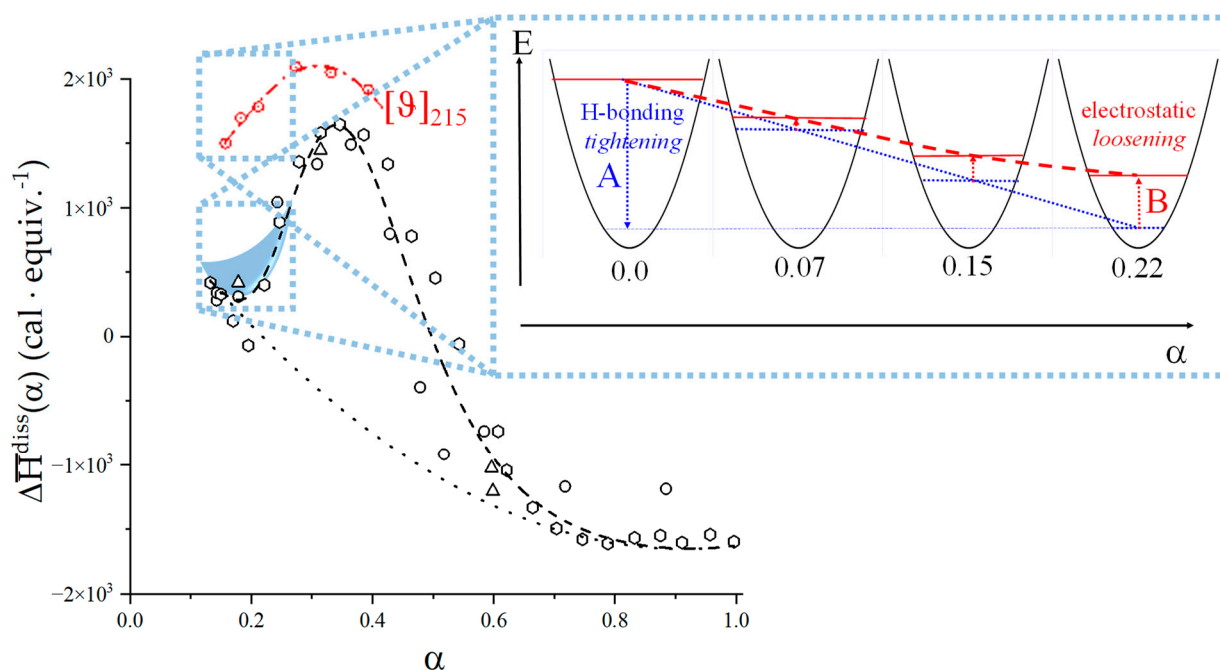 2×10³
1×10³
0
−1×10³
−2×10³
ΔH̅ᵈⁱˢˢ(α) (cal · equiv.⁻¹)
0.0
0.2
0.4
0.6
0.8
1.0
α
[ϑ]₂₁₅
E
H-bonding
tightening
A
electrostatic
loosening
B
0.0
0.07
0.15
0.22
α